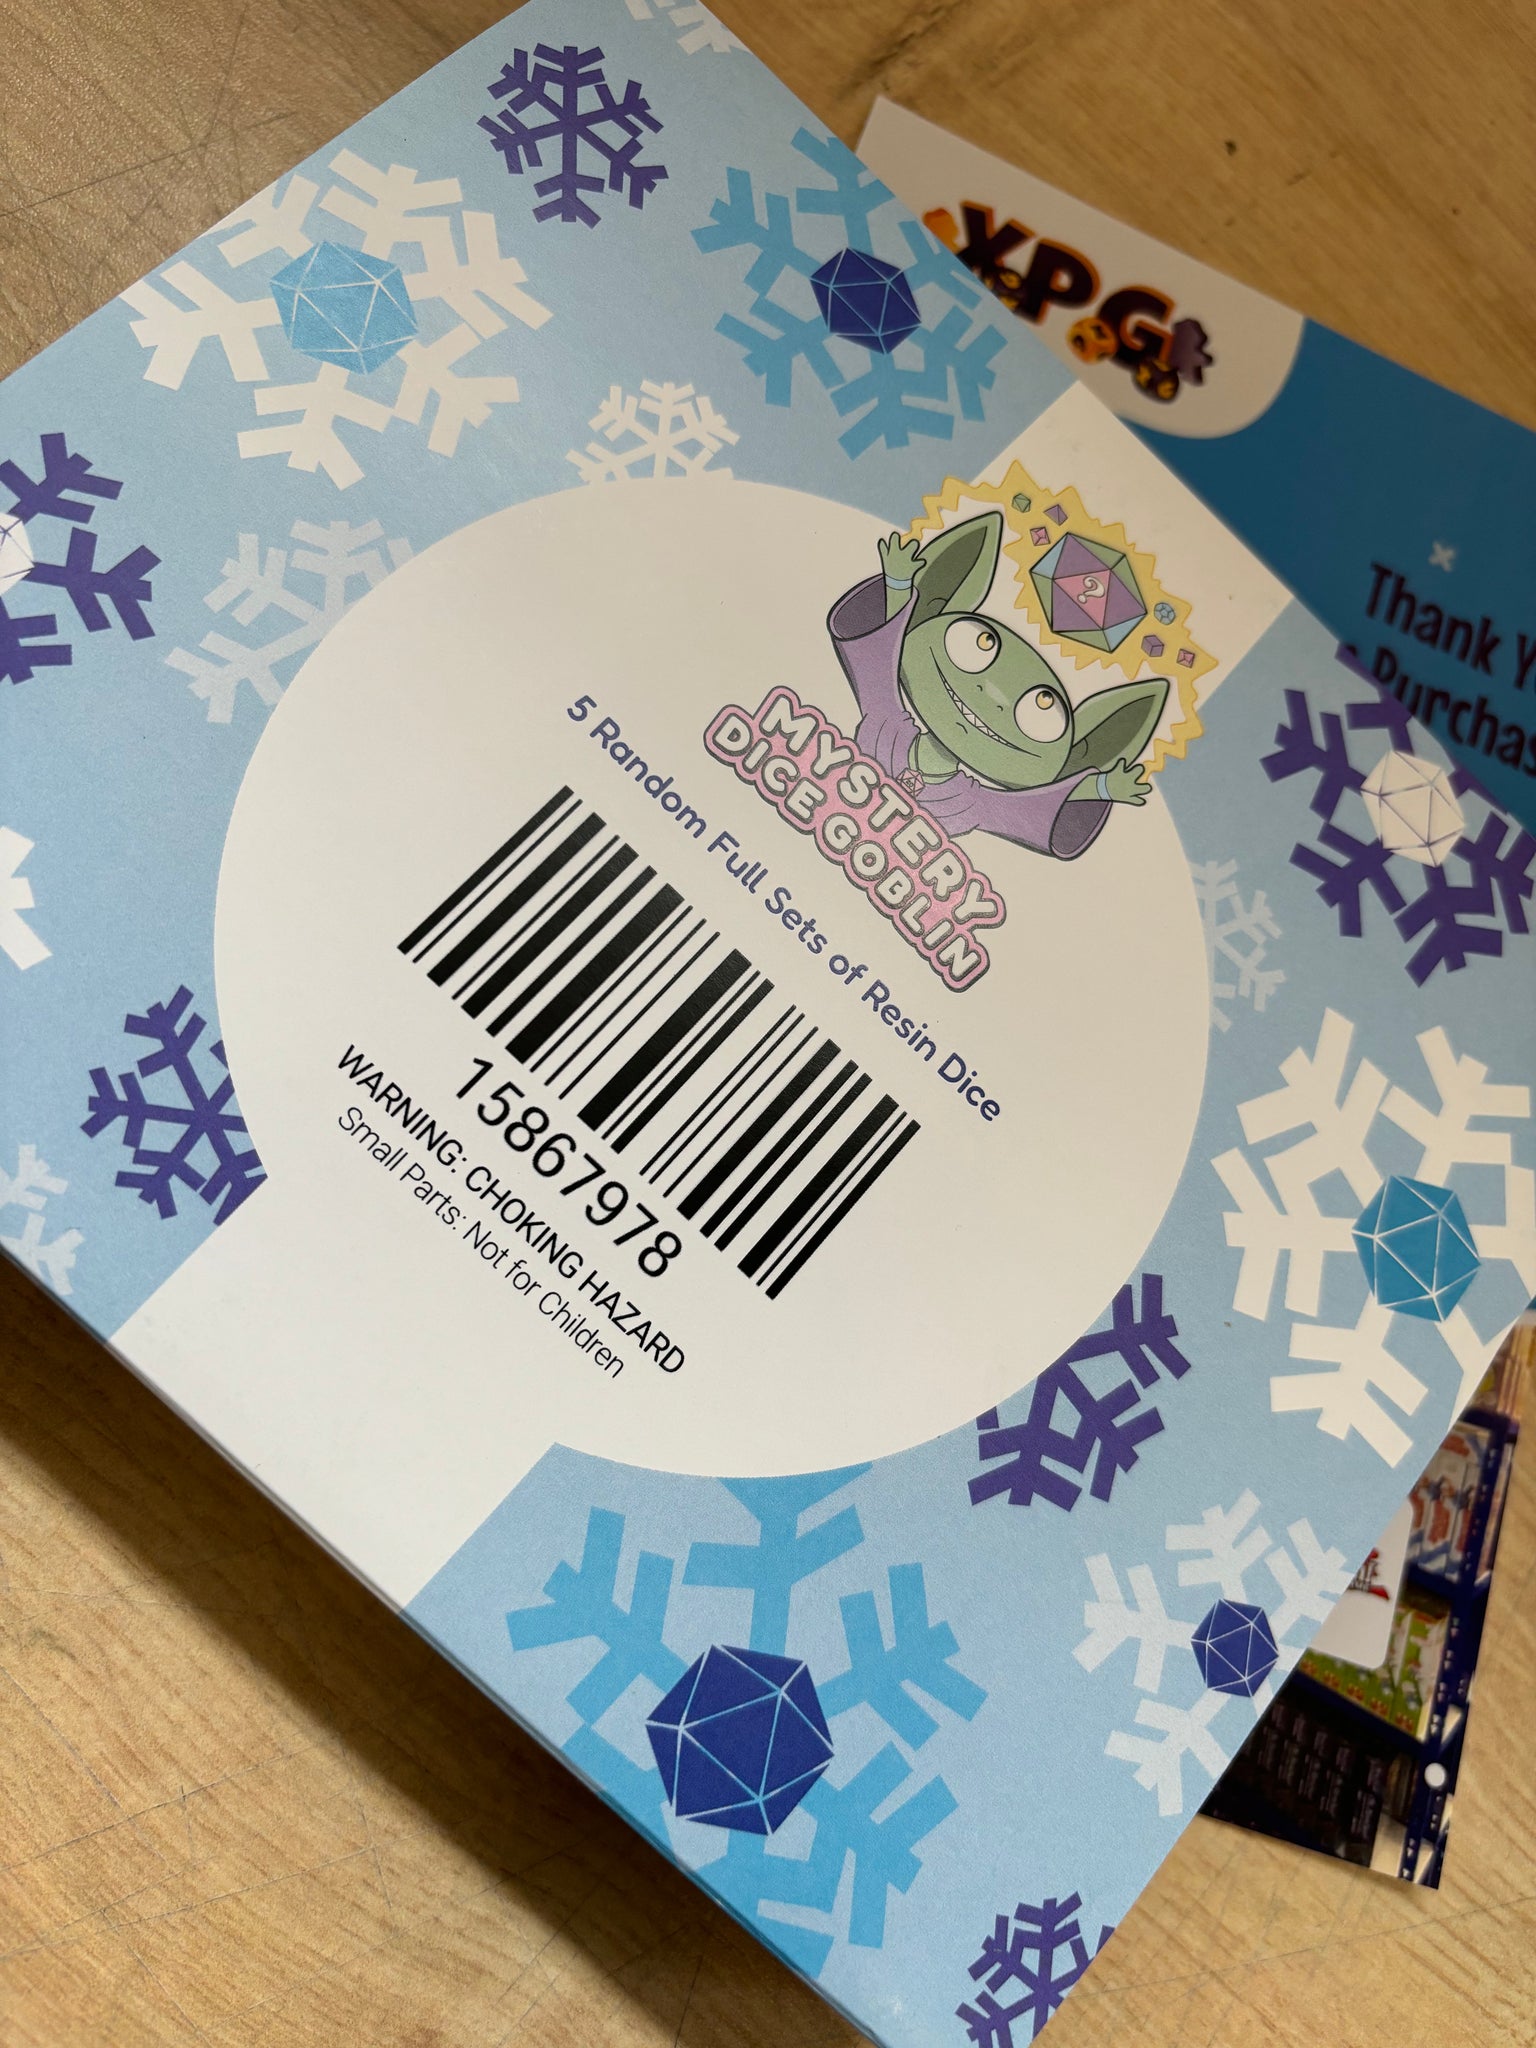 XPG
Thank
Purchas
?
MYSTERY
DICE GOBLIN
5 Random Full Sets of Resin Dice
15867978
WARNING: CHOKING HAZARD
Small Parts: Not for Children